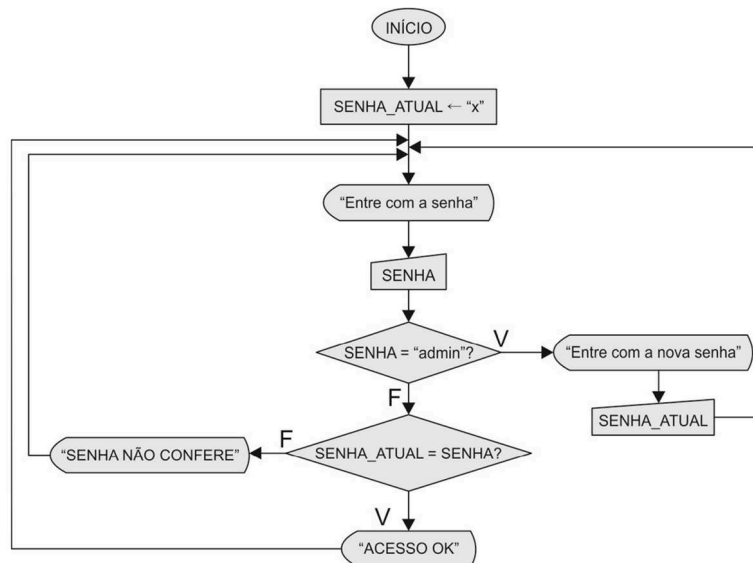 INÍCIO
SENHA_ATUAL ← “x”
“Entre com a senha”
SENHA
SENHA = “admin”?
V
“Entre com a nova senha”
F
SENHA_ATUAL
SENHA_ATUAL = SENHA?
F
“SENHA NÃO CONFERE”
V
“ACESSO OK”